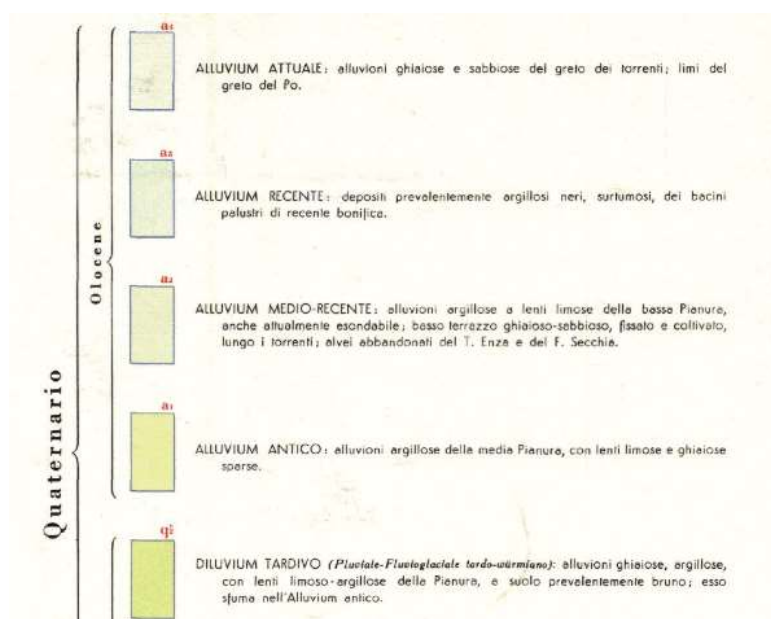 a4
ALLUVIUM ATTUALE: alluvioni ghiaiose e sabbiose del greto dei torrenti; limi del
greto del Po.
a3
ALLUVIUM RECENTE: depositi prevalentemente argillosi neri, surtumosi, dei bacini
palustri di recente bonifica.
a2
ALLUVIUM MEDIO-RECENTE: alluvioni argillose a lenti limose della bassa Pianura,
anche attualmente esondabile; basso terrazzo ghiaioso-sabbioso, fissato e coltivato,
lungo i torrenti; alvei abbandonati del T. Enza e del F. Secchia.
a1
ALLUVIUM ANTICO: alluvioni argillose della media Pianura, con lenti limose e ghiaiose
sparse.
Olocene
DILUVIUM TARDIVO (Pluviale-Fluvioglaciale tardo-würmiano): alluvioni ghiaiose, argillose,
con lenti limoso-argillose della Pianura, a suolo prevalentemente bruno; esso
sfuma nell'Alluvium antico.
Quaternario